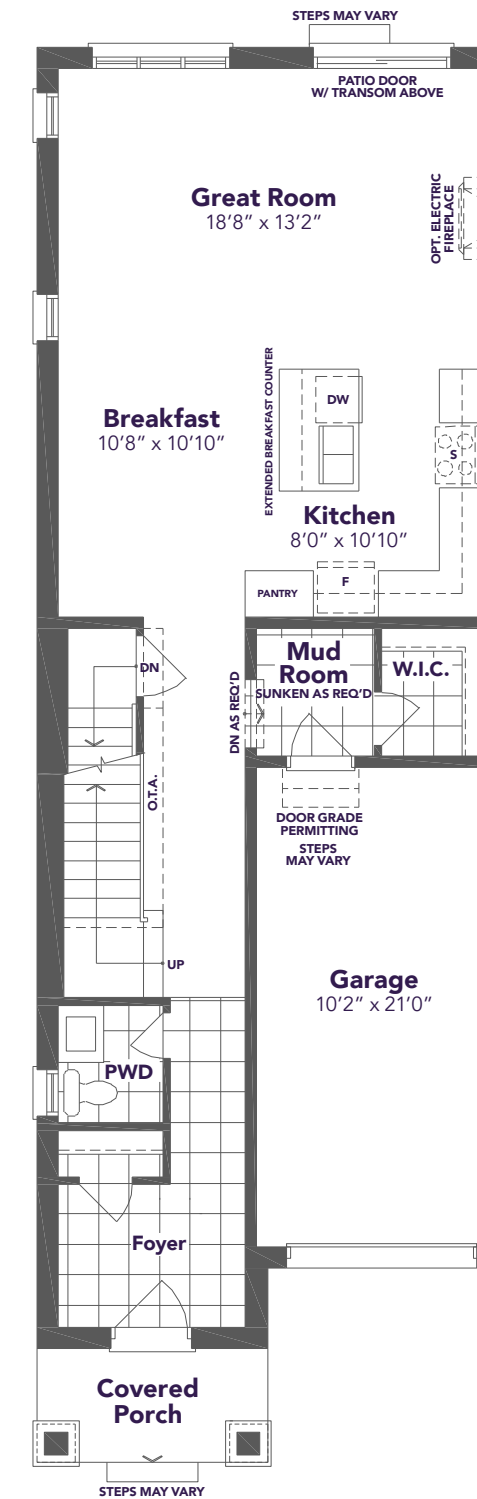 STEPS MAY VARY
PATIO DOOR
W/ TRANSOM ABOVE
Great Room
18'8" x 13'2"
OPT. ELECTRIC
FIREPLACE
EXTENDED BREAKFAST COUNTER
DW
Breakfast
10'8" x 10'10"
S
Kitchen
8'0" x 10'10"
PANTRY
F
DN
Mud
Room
SUNKEN AS REQ'D
W.I.C.
DN AS REQ'D
O.T.A.
DOOR GRADE
PERMITTING
STEPS
MAY VARY
UP
Garage
10'2" x 21'0"
PWD
Foyer
Covered
Porch
STEPS MAY VARY